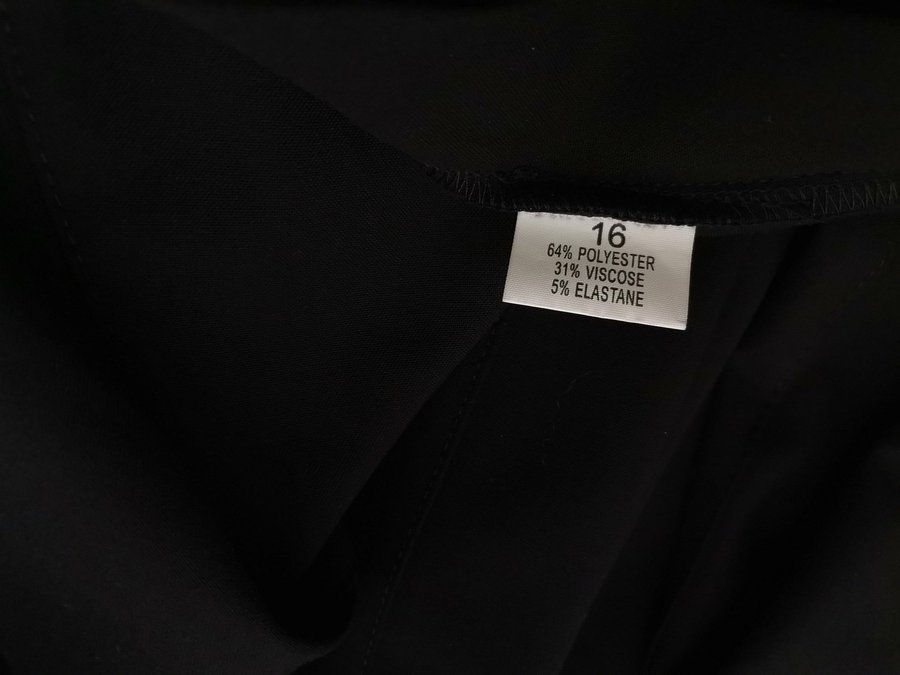 16
64% POLYESTER
31% VISCOSE
5% ELASTANE